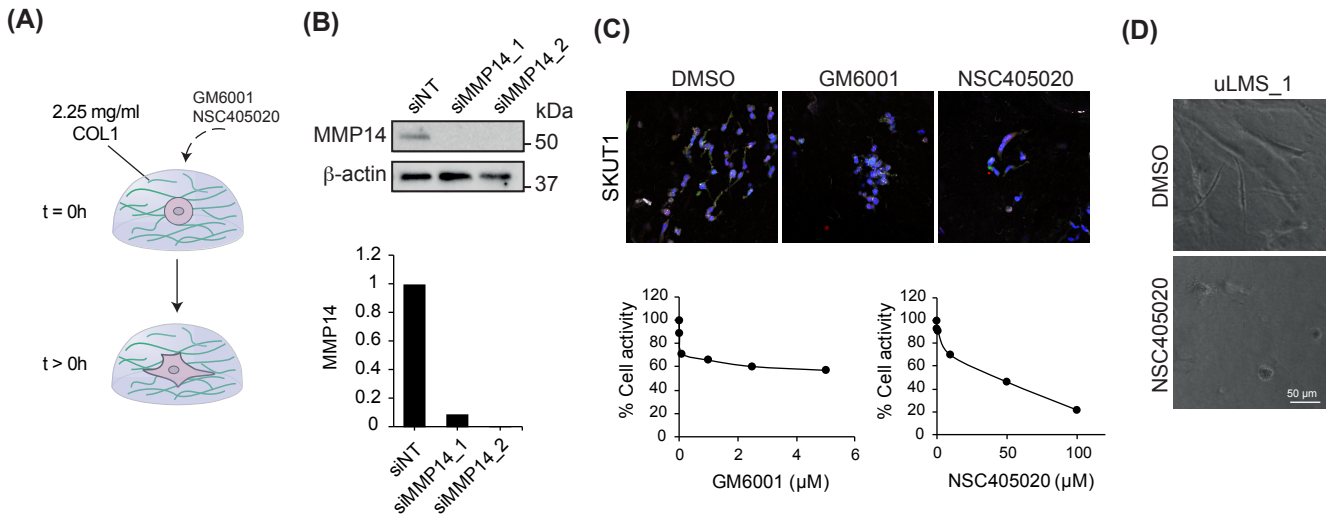 (A)
2.25 mg/ml
COL1
GM6001
NSC405020
t = 0h
t > 0h
(B)
siNT
siMMP14_1
siMMP14_2
kDa
MMP14
50
β-actin
37
1.2
1
0.8
0.6
0.4
0.2
0
MMP14
siNT
siMMP14_1
siMMP14_2
(C)
DMSO
GM6001
NSC405020
SKUT1
120
100
80
60
40
20
0
% Cell activity
0
2
4
6
GM6001 (µM)
120
100
80
60
40
20
0
% Cell activity
0
50
100
NSC405020 (µM)
(D)
uLMS_1
DMSO
NSC405020
50 µm